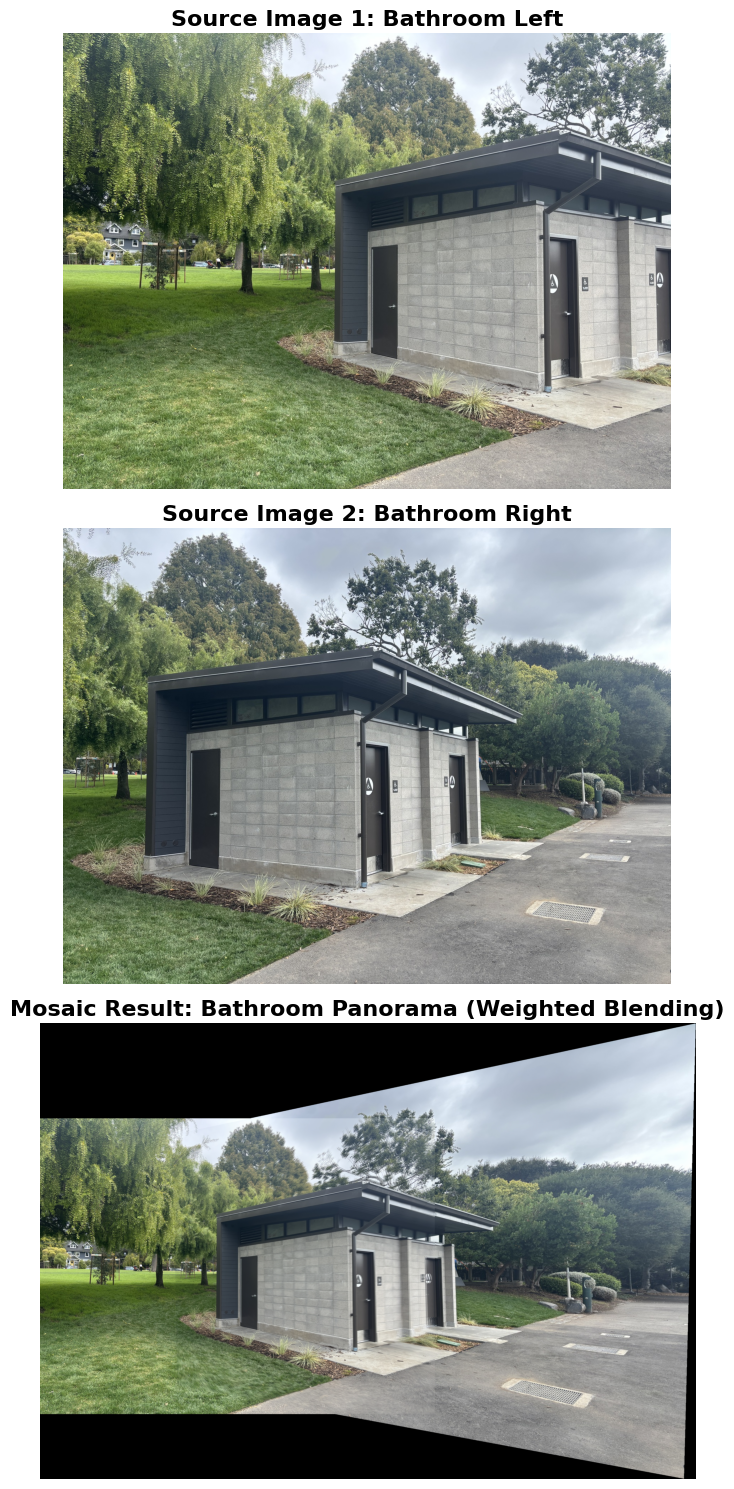 Source Image 1: Bathroom Left
Source Image 2: Bathroom Right
Mosaic Result: Bathroom Panorama (Weighted Blending)